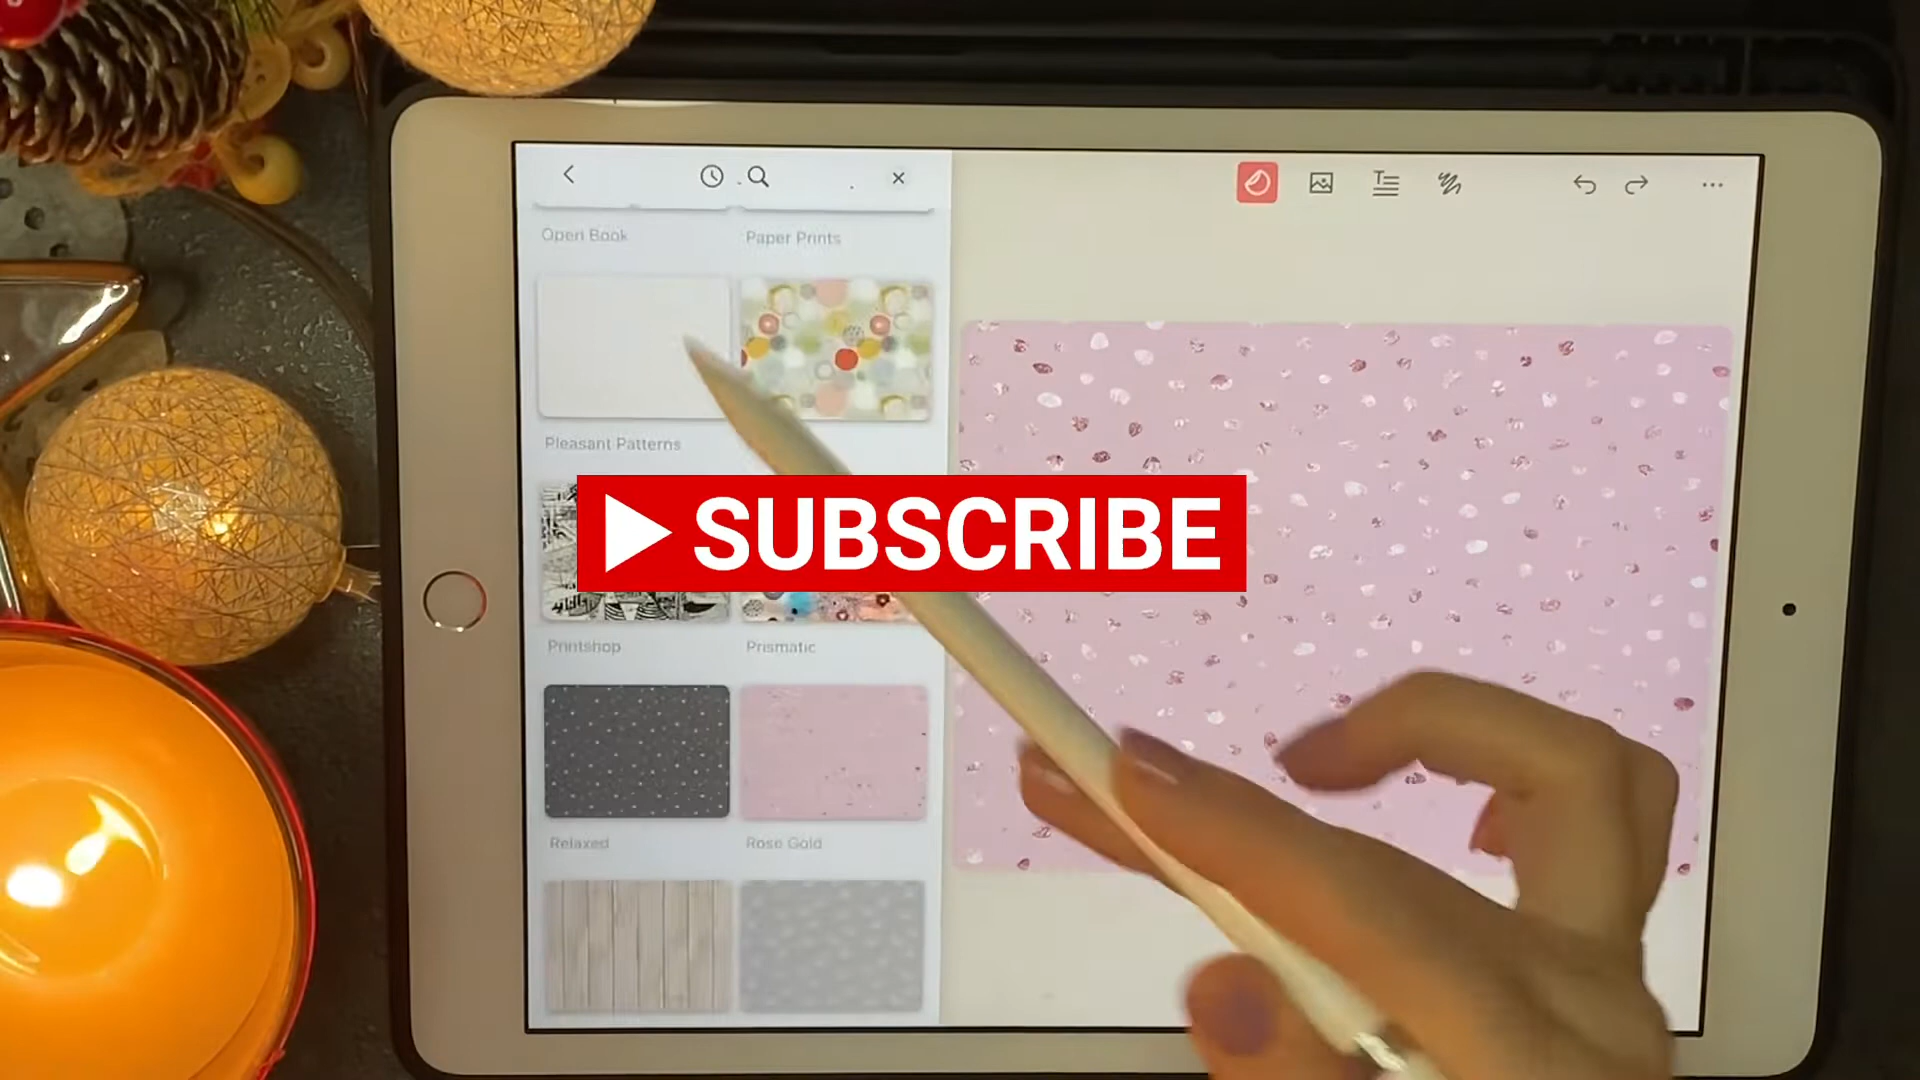 Open Book
Paper Prints
Pleasant Patterns
SUBSCRIBE
Printshop
Prismatic
Relaxed
Rose Gold